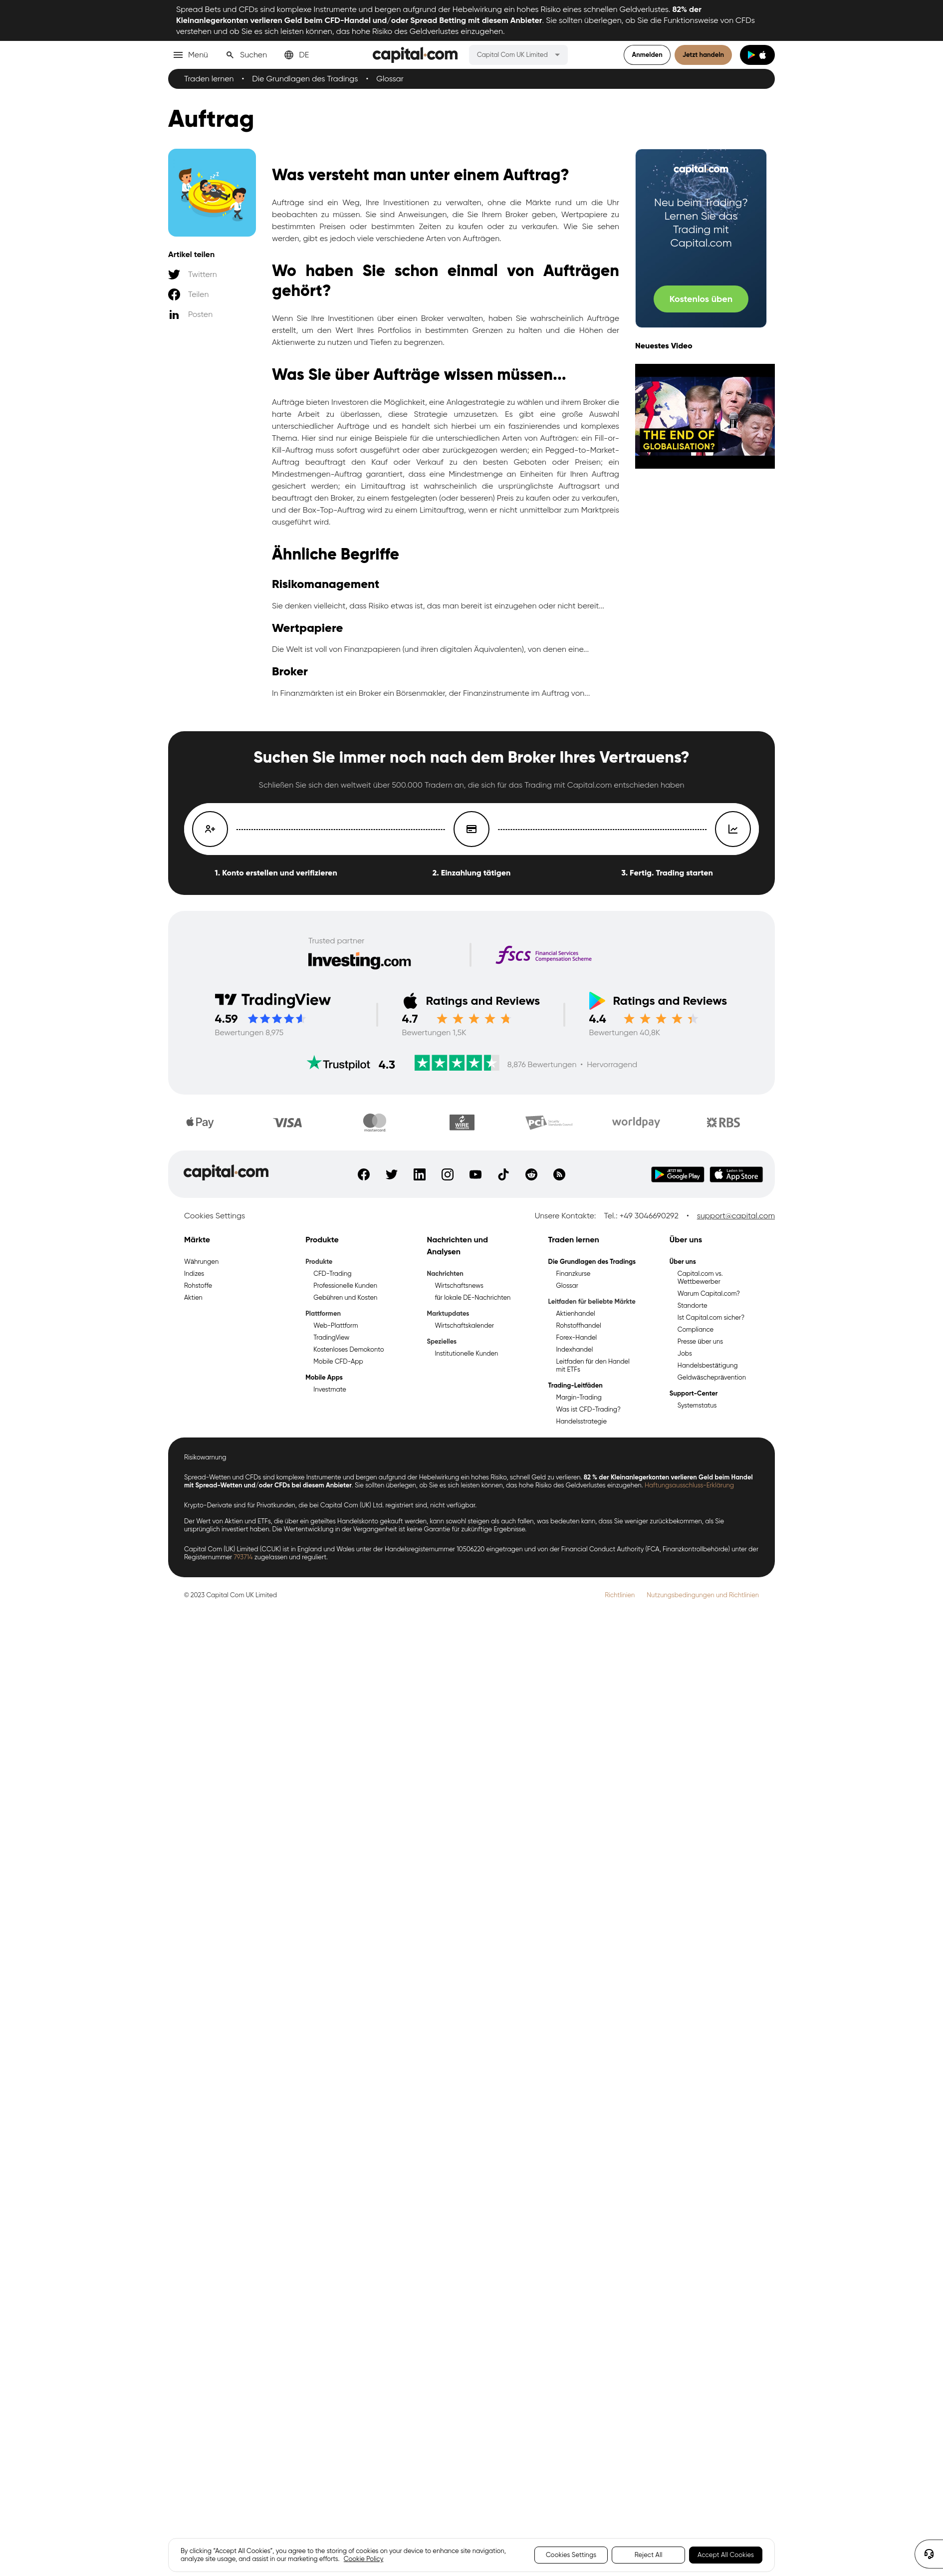 Spread Bets und CFDs sind komplexe Instrumente und bergen aufgrund der Hebelwirkung ein hohes Risiko eines schnellen Geldverlustes. 82% der
Kleinanlegerkonten verlieren Geld beim CFD-Handel und/oder Spread Betting mit diesem Anbieter. Sie sollten überlegen, ob Sie die Funktionsweise von CFDs
verstehen und ob Sie es sich leisten können, das hohe Risiko des Geldverlustes einzugehen.
Menü Suchen DE capital.com Capital Com UK Limited Anmelden Jetzt handeln
Traden lernen • Die Grundlagen des Tradings • Glossar
Auftrag
Artikel teilen
Twittern
Teilen
Posten
Was versteht man unter einem Auftrag?
Aufträge sind ein Weg, Ihre Investitionen zu verwalten, ohne die Märkte rund um die Uhr
beobachten zu müssen. Sie sind Anweisungen, die Sie Ihrem Broker geben, Wertpapiere zu
bestimmten Preisen oder bestimmten Zeiten zu kaufen oder zu verkaufen. Wie Sie sehen
werden, gibt es jedoch viele verschiedene Arten von Aufträgen.
Wo haben Sie schon einmal von Aufträgen
gehört?
Wenn Sie Ihre Investitionen über einen Broker verwalten, haben Sie wahrscheinlich Aufträge
erstellt, um den Wert Ihres Portfolios in bestimmten Grenzen zu halten und die Höhen der
Aktienwerte zu nutzen und Tiefen zu begrenzen.
Was Sie über Aufträge wissen müssen...
Aufträge bieten Investoren die Möglichkeit, eine Anlagestrategie zu wählen und ihrem Broker die
harte Arbeit zu überlassen, diese Strategie umzusetzen. Es gibt eine große Auswahl
unterschiedlicher Aufträge und es handelt sich hierbei um ein faszinierendes und komplexes
Thema. Hier sind nur einige Beispiele für die unterschiedlichen Arten von Aufträgen: ein Fill-or-
Kill-Auftrag muss sofort ausgeführt oder aber zurückgezogen werden; ein Pegged-to-Market-
Auftrag beauftragt den Kauf oder Verkauf zu den besten Geboten oder Preisen; ein
Mindestmengen-Auftrag garantiert, dass eine Mindestmenge an Einheiten für Ihren Auftrag
gesichert werden; ein Limitauftrag ist wahrscheinlich die ursprünglichste Auftragsart und
beauftragt den Broker, zu einem festgelegten (oder besseren) Preis zu kaufen oder zu verkaufen,
und der Box-Top-Auftrag wird zu einem Limitauftrag, wenn er nicht unmittelbar zum Marktpreis
ausgeführt wird.
Ähnliche Begriffe
Risikomanagement
Sie denken vielleicht, dass Risiko etwas ist, das man bereit ist einzugehen oder nicht bereit...
Wertpapiere
Die Welt ist voll von Finanzpapieren (und ihren digitalen Äquivalenten), von denen eine...
Broker
In Finanzmärkten ist ein Broker ein Börsenmakler, der Finanzinstrumente im Auftrag von...
capital.com
Neu beim Trading?
Lernen Sie das
Trading mit
Capital.com
Kostenlos üben
Neuestes Video
THE END OF
GLOBALISATION?
Suchen Sie immer noch nach dem Broker Ihres Vertrauens?
Schließen Sie sich den weltweit über 500.000 Tradern an, die sich für das Trading mit Capital.com entschieden haben
1. Konto erstellen und verifizieren 2. Einzahlung tätigen 3. Fertig. Trading starten
Trusted partner
Investing.com fscs Financial Services
Compensation Scheme
TradingView Ratings and Reviews Ratings and Reviews
4.59 4.7 4.4
Bewertungen 8,975 Bewertungen 1,5K Bewertungen 40,8K
Trustpilot 4.3 8,876 Bewertungen • Hervorragend
Pay VISA mastercard WIRE PCI worldpay RBS
capital.com JETZT BEI Google Play Laden im App Store
Cookies Settings Unsere Kontakte: Tel.: +49 3046690292 • support@capital.com
Märkte
Währungen
Indizes
Rohstoffe
Aktien
Produkte
Produkte
CFD-Trading
Professionelle Kunden
Gebühren und Kosten
Plattformen
Web-Plattform
TradingView
Kostenloses Demokonto
Mobile CFD-App
Mobile Apps
Investmate
Nachrichten und
Analysen
Nachrichten
Wirtschaftsnews
für lokale DE-Nachrichten
Marktupdates
Wirtschaftskalender
Spezielles
Institutionelle Kunden
Traden lernen
Die Grundlagen des Tradings
Finanzkurse
Glossar
Leitfaden für beliebte Märkte
Aktienhandel
Rohstoffhandel
Forex-Handel
Indexhandel
Leitfaden für den Handel
mit ETFs
Trading-Leitfäden
Margin-Trading
Was ist CFD-Trading?
Handelsstrategie
Über uns
Über uns
Capital.com vs.
Wettbewerber
Warum Capital.com?
Standorte
Ist Capital.com sicher?
Compliance
Presse über uns
Jobs
Handelsbestätigung
Geldwäscheprävention
Support-Center
Systemstatus
Risikowarnung
Spread-Wetten und CFDs sind komplexe Instrumente und bergen aufgrund der Hebelwirkung ein hohes Risiko, schnell Geld zu verlieren. 82 % der Kleinanlegerkonten verlieren Geld beim Handel
mit Spread-Wetten und/oder CFDs bei diesem Anbieter. Sie sollten überlegen, ob Sie es sich leisten können, das hohe Risiko des Geldverlustes einzugehen. Haftungsausschluss-Erklärung
Krypto-Derivate sind für Privatkunden, die bei Capital Com (UK) Ltd. registriert sind, nicht verfügbar.
Der Wert von Aktien und ETFs, die über ein geteiltes Handelskonto gekauft werden, kann sowohl steigen als auch fallen, was bedeuten kann, dass Sie weniger zurückbekommen, als Sie
ursprünglich investiert haben. Die Wertentwicklung in der Vergangenheit ist keine Garantie für zukünftige Ergebnisse.
Capital Com (UK) Limited (CCUK) ist in England und Wales unter der Handelsregisternummer 10506220 eingetragen und von der Financial Conduct Authority (FCA, Finanzkontrollbehörde) unter der
Registernummer 793714 zugelassen und reguliert.
© 2023 Capital Com UK Limited Richtlinien Nutzungsbedingungen und Richtlinien
By clicking “Accept All Cookies”, you agree to the storing of cookies on your device to enhance site navigation,
analyze site usage, and assist in our marketing efforts. Cookie Policy
Cookies Settings Reject All Accept All Cookies